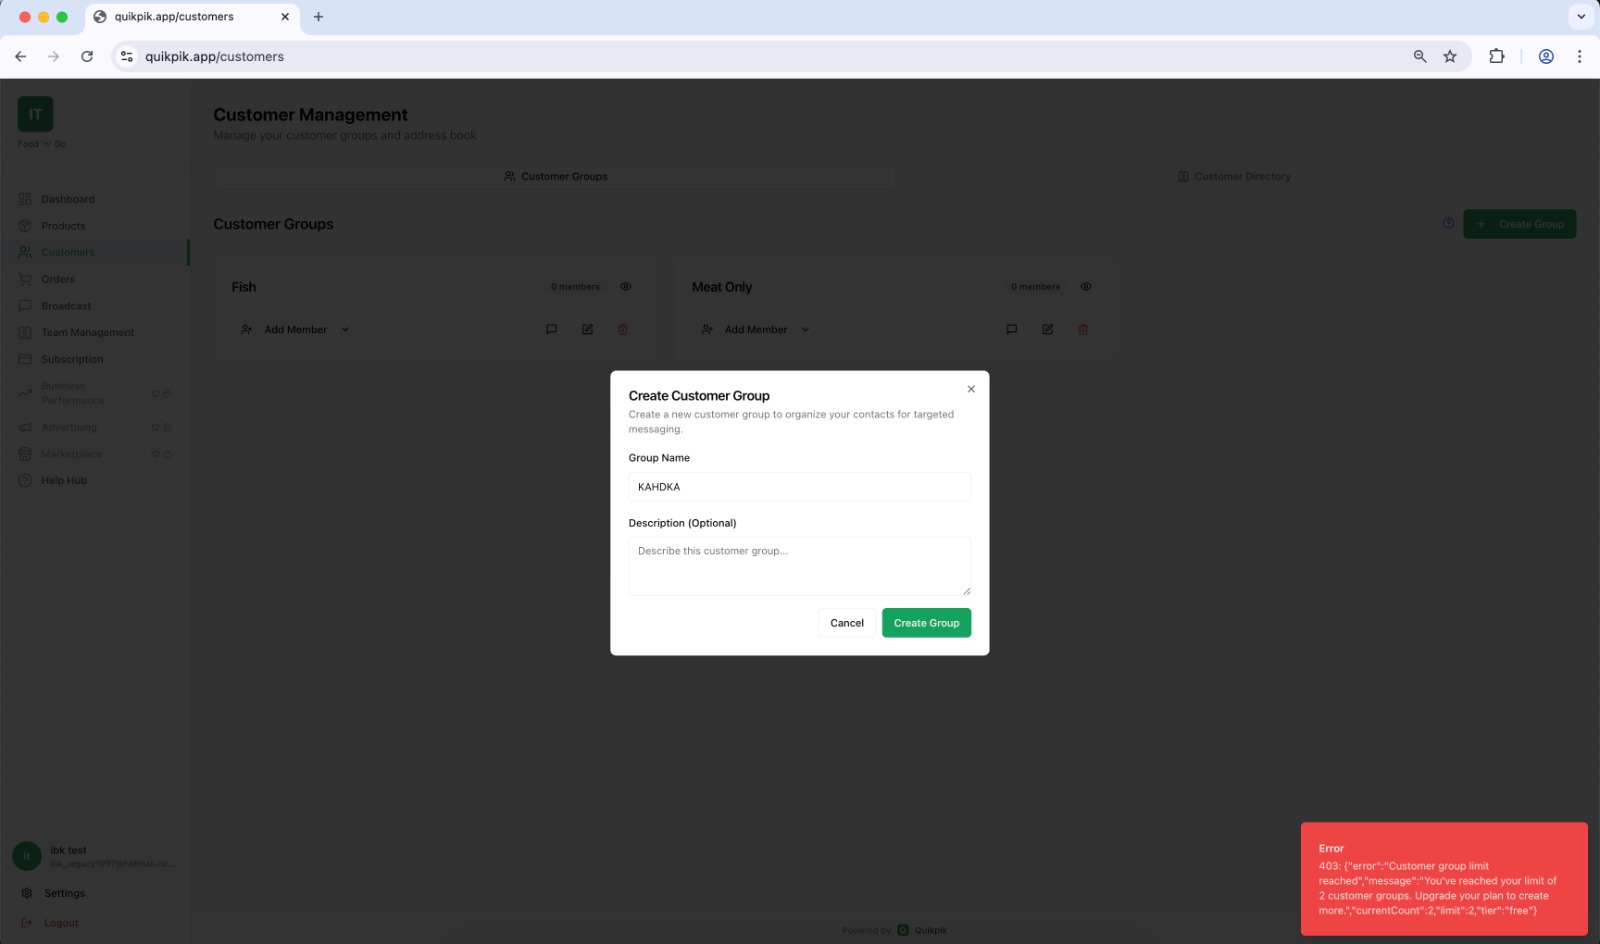 quikpik.app/customers
quikpik.app/customers
IT
Food 'n' Go
Dashboard
Products
Customers
Orders
Broadcast
Team Management
Subscription
Business
Performance
Advertising
Marketplace
Help Hub
it
ibk test
ibk_legacy1997@hotmail.co...
Settings
Logout
Customer Management
Manage your customer groups and address book
Customer Groups
Customer Directory
Customer Groups
Create Group
Fish
0 members
Add Member
Meat Only
0 members
Add Member
Create Customer Group
Create a new customer group to organize your contacts for targeted
messaging.
Group Name
KAHDKA
Description (Optional)
Describe this customer group...
Cancel
Create Group
Powered by Quikpik
Error
403: {"error":"Customer group limit
reached","message":"You've reached your limit of
2 customer groups. Upgrade your plan to create
more.","currentCount":2,"limit":2,"tier":"free"}